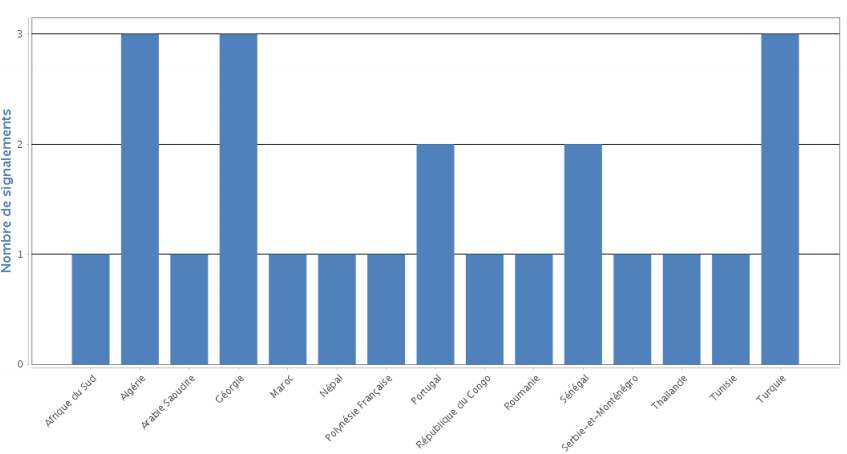 Nombre de signalements
3
2
1
0
Afrique du Sud
Algérie
Arabie Saoudite
Géorgie
Maroc
Népal
Polynésie Française
Portugal
République du Congo
Roumanie
Sénégal
Serbie-et-Monténégro
Thaïlande
Tunisie
Turquie